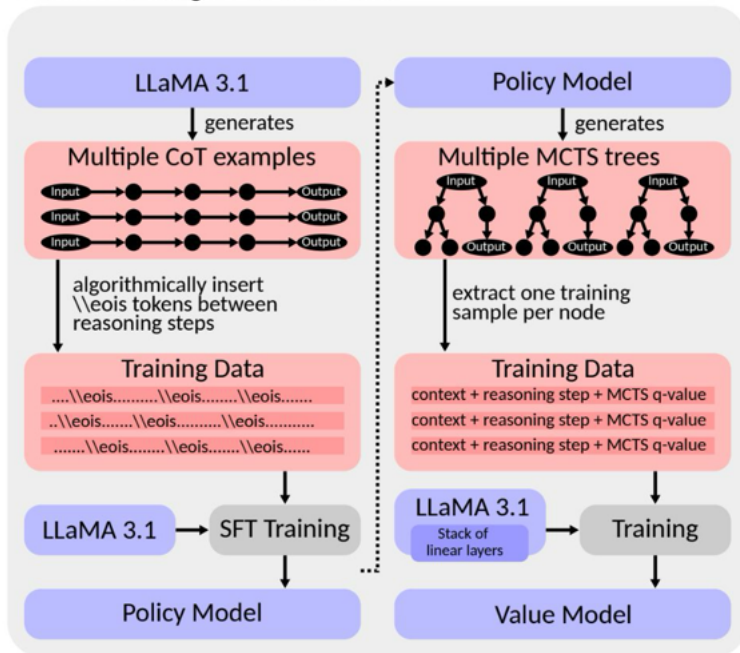 LLaMA 3.1
generates
Multiple CoT examples
Input Output
Input Output
Input Output
algorithmically insert
\\eois tokens between
reasoning steps
Training Data
....\\eois..........\\eois........\\eois.......
..\\eois.......\\eois..........\\eois...........
.......\\eois........\\eois.......\\eois......
LLaMA 3.1
SFT Training
Policy Model
Policy Model
generates
Multiple MCTS trees
Input Input Input
Output Output Output
extract one training
sample per node
Training Data
context + reasoning step + MCTS q-value
context + reasoning step + MCTS q-value
context + reasoning step + MCTS q-value
LLaMA 3.1
Stack of
linear layers
Training
Value Model